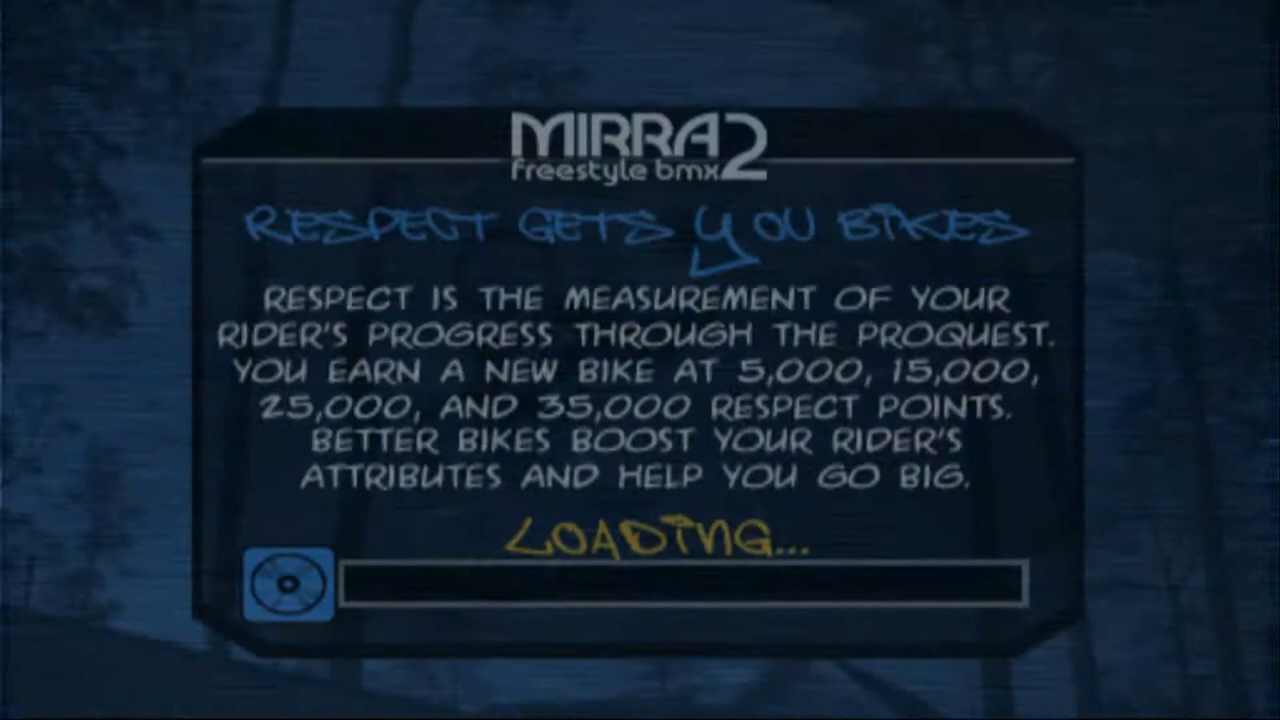 MIRRA2
freestyle bmx
RESPECT GETS YOU BIKES
RESPECT IS THE MEASUREMENT OF YOUR
RIDER'S PROGRESS THROUGH THE PROQUEST.
YOU EARN A NEW BIKE AT 5,000, 15,000,
25,000, AND 35,000 RESPECT POINTS.
BETTER BIKES BOOST YOUR RIDER'S
ATTRIBUTES AND HELP YOU GO BIG.
LOADING...